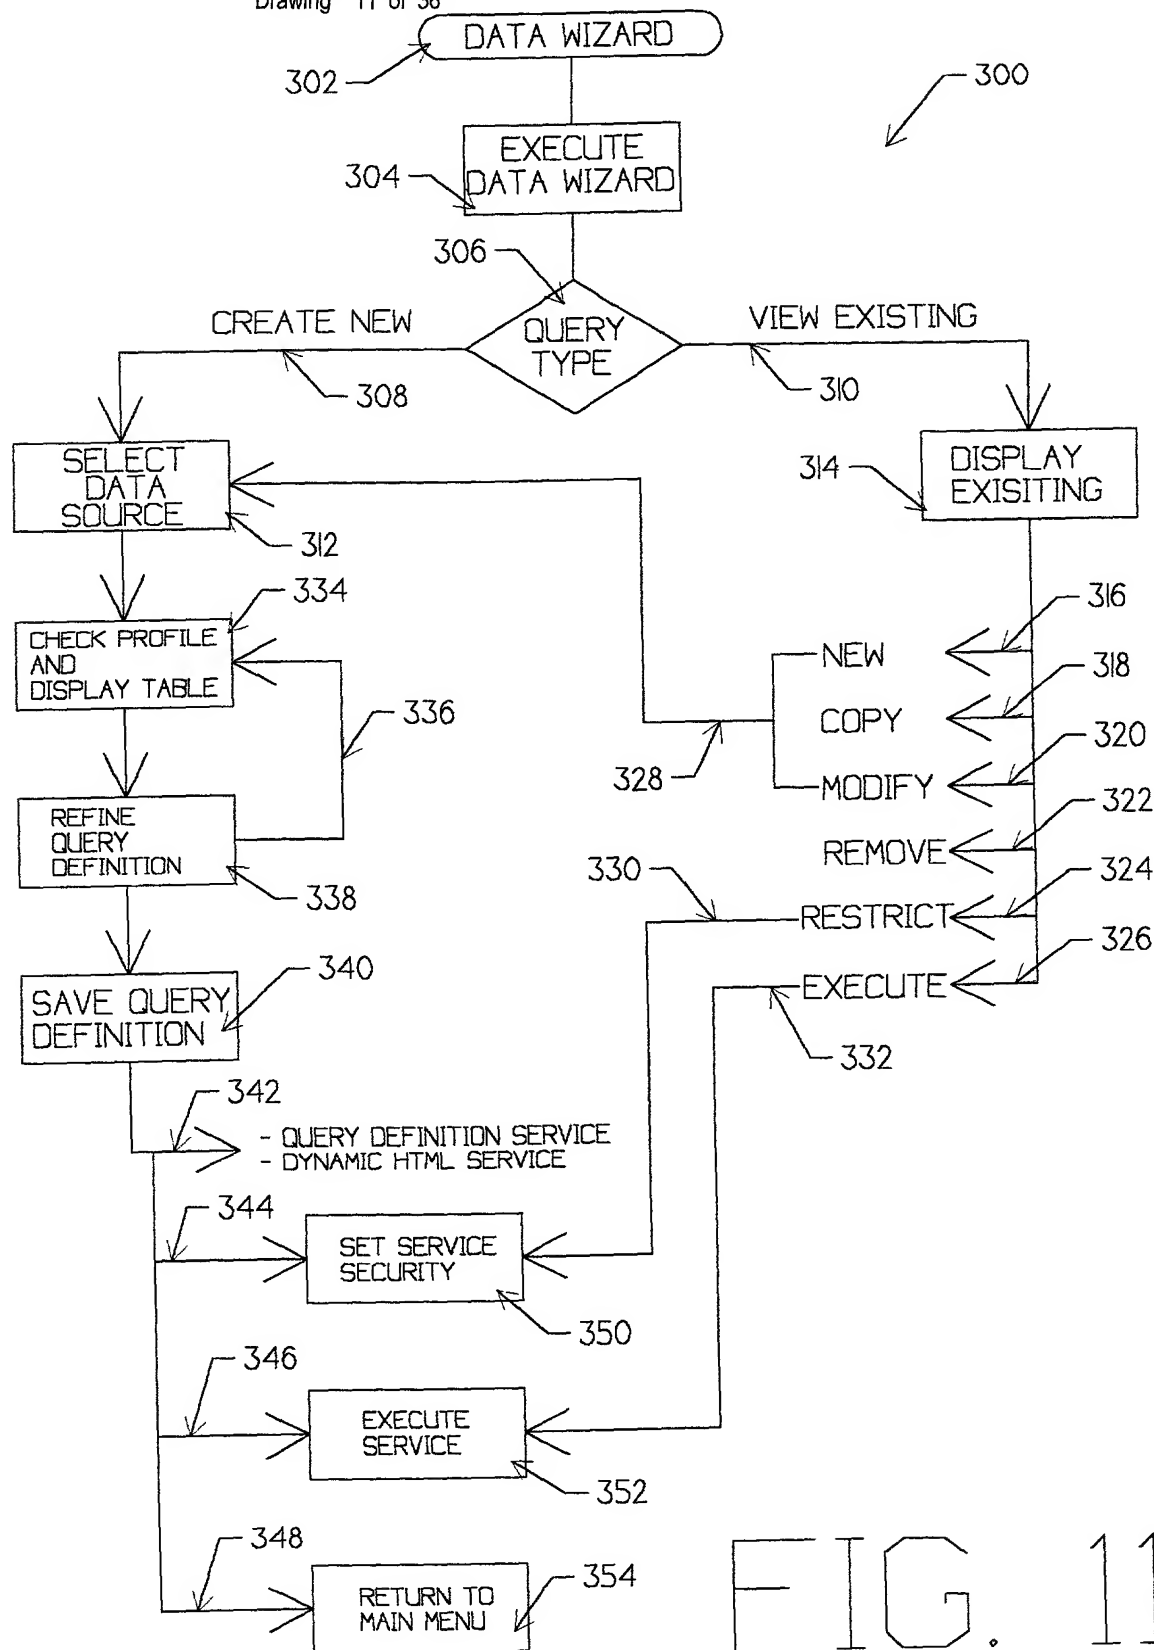 Drawing 11 of 36
DATA WIZARD
302
300
EXECUTE
DATA WIZARD
304
306
CREATE NEW
QUERY
TYPE
VIEW EXISTING
308
310
SELECT
DATA
SOURCE
312
314
DISPLAY
EXISITING
334
CHECK PROFILE
AND
DISPLAY TABLE
336
316
NEW
318
COPY
320
MODIFY
328
322
REMOVE
REFINE
QUERY
DEFINITION
338
330
324
RESTRICT
326
EXECUTE
332
340
SAVE QUERY
DEFINITION
342
- QUERY DEFINITION SERVICE
- DYNAMIC HTML SERVICE
344
SET SERVICE
SECURITY
350
346
EXECUTE
SERVICE
352
348
RETURN TO
MAIN MENU
354
FIG. 11